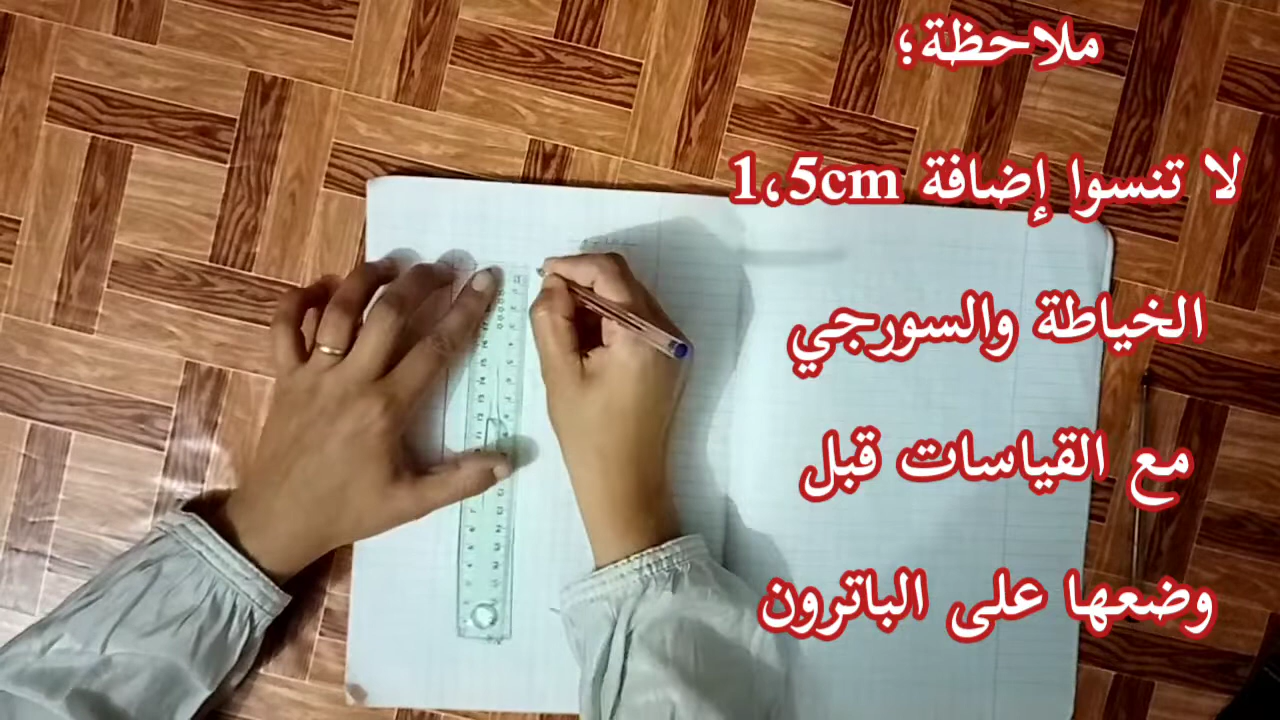 ملاحظة؛
لا تنسوا إضافة 1،5cm
الخياطة والسورجي
مع القياسات قبل
وضعها على الباترون